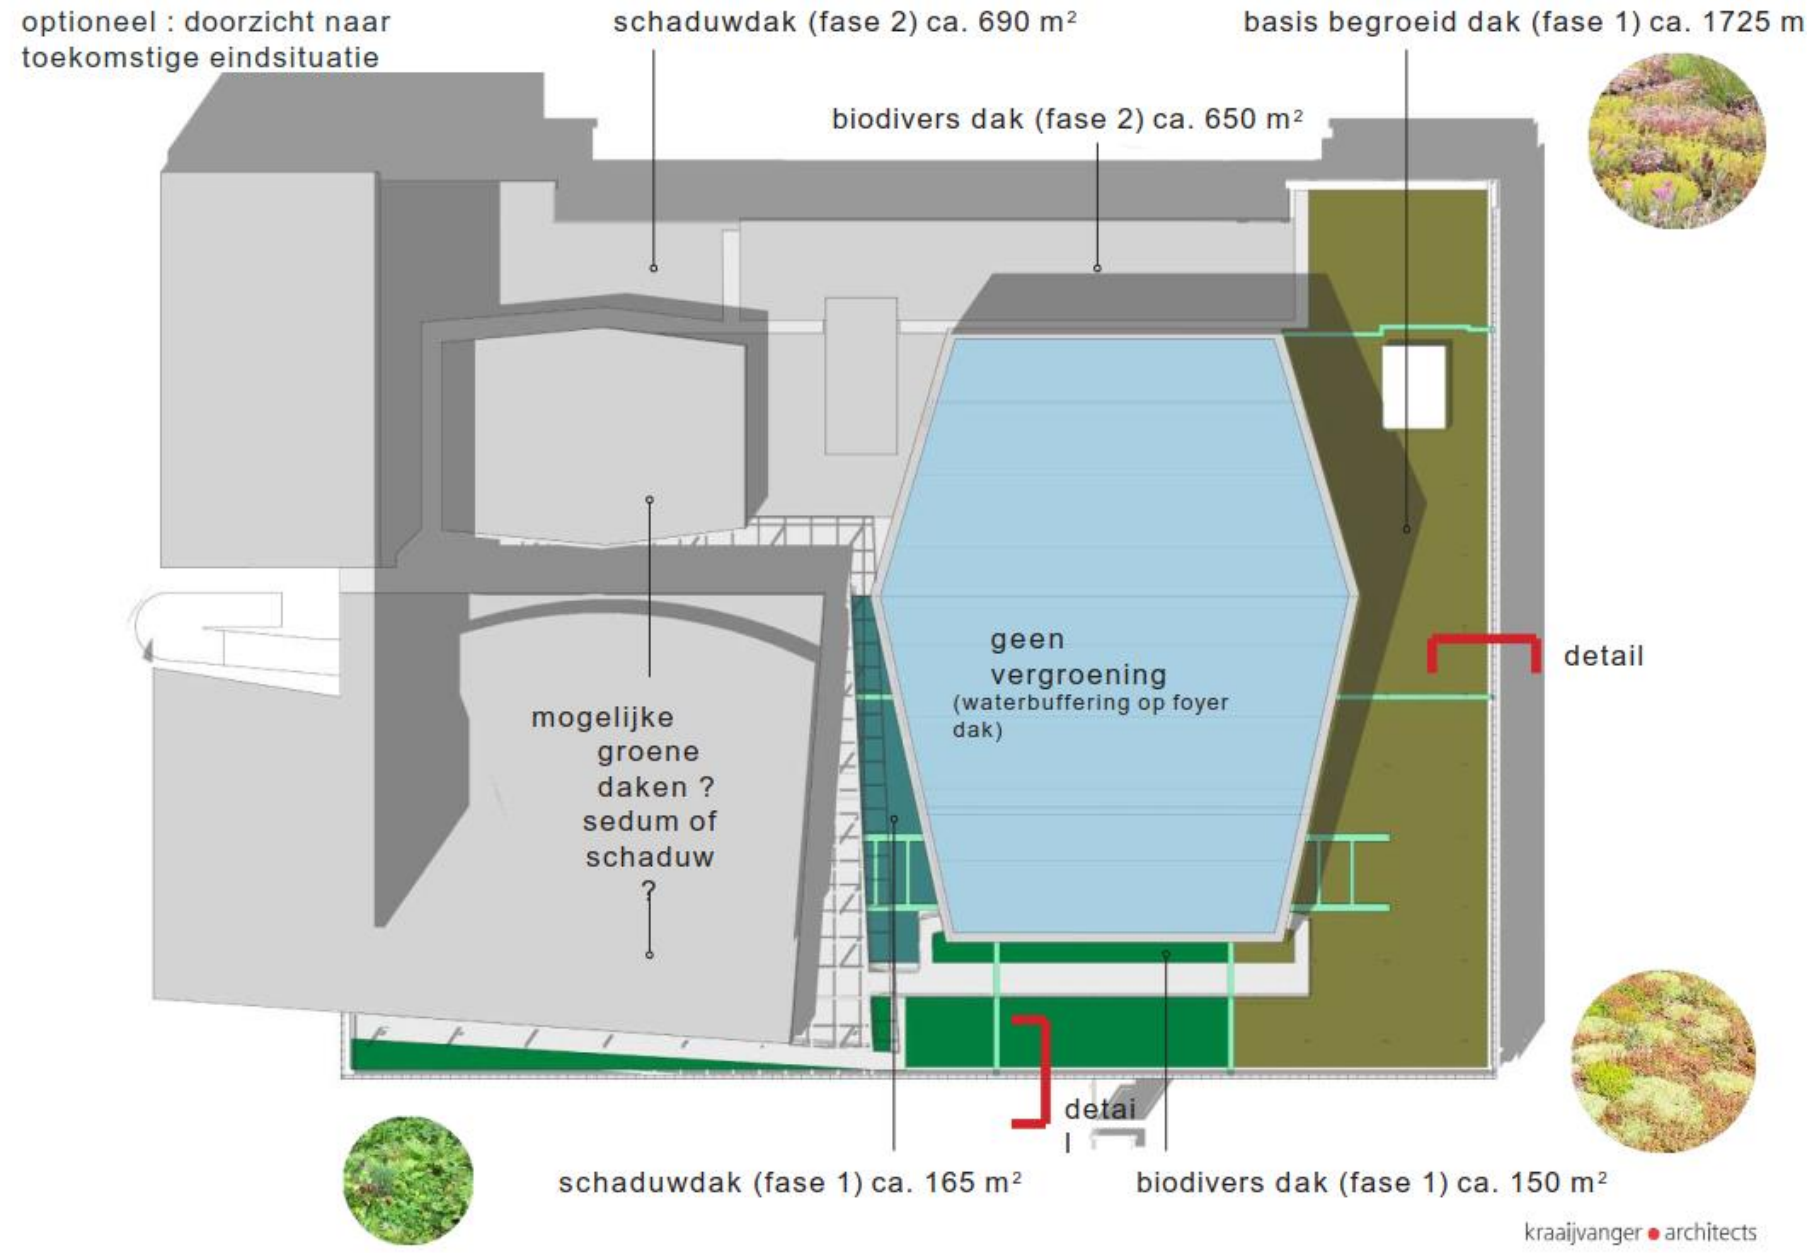 optioneel : doorzicht naar
toekomstige eindsituatie
schaduwdak (fase 2) ca. 690 m²
basis begroeid dak (fase 1) ca. 1725 m
biodivers dak (fase 2) ca. 650 m²
geen
vergroening
(waterbuffering op foyer
dak)
detail
mogelijke
groene
daken ?
sedum of
schaduw
?
detai
l
schaduwdak (fase 1) ca. 165 m²
biodivers dak (fase 1) ca. 150 m²
kraaijvanger architects